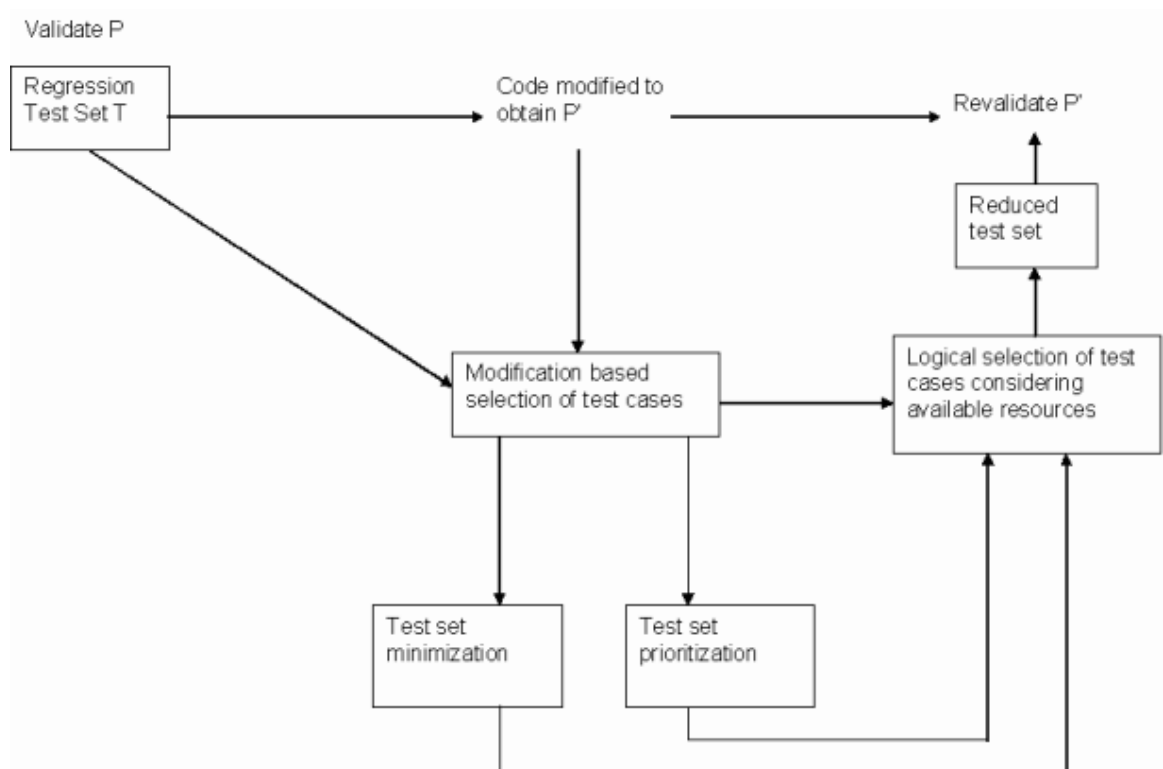 Validate P
Regression
Test Set T
Code modified to
obtain P'
Revalidate P'
Reduced
test set
Modification based
selection of test cases
Logical selection of test
cases considering
available resources
Test set
minimization
Test set
prioritization